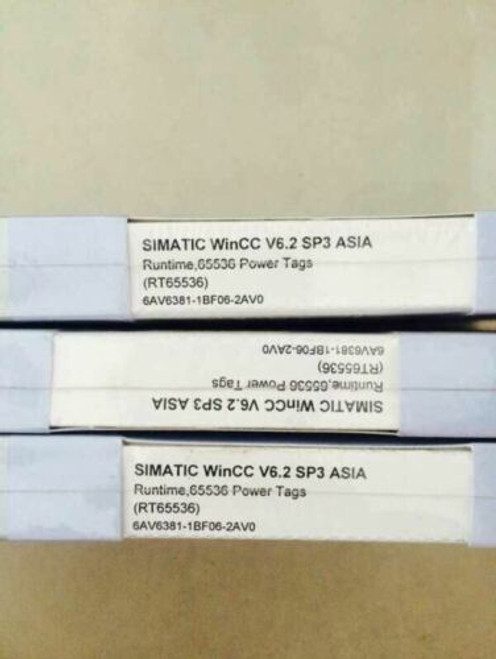 SIMATIC WinCC V6.2 SP3 ASIA
Runtime,65536 Power Tags
(RT65536)
6AV6381-1BF06-2AV0
SIMATIC WinCC V6.2 SP3 ASIA
Runtime,65536 Power Tags
(RT65536)
6AV6381-1BF06-2AV0
SIMATIC WinCC V6.2 SP3 ASIA
Runtime,65536 Power Tags
(RT65536)
6AV6381-1BF06-2AV0